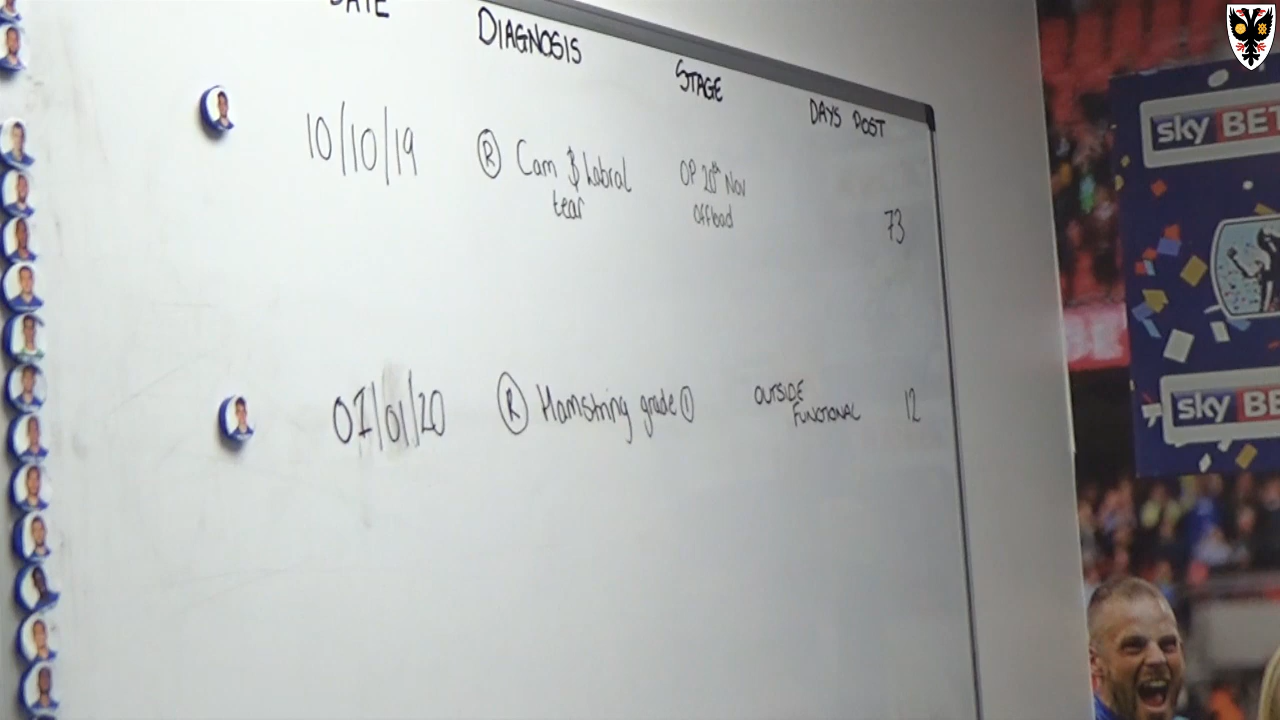 DATE
DIAGNOSIS
STAGE
DAYS POST
10/10/19
Ⓡ Cam & Labral
tear
OP 20th Nov
offload
73
07/01/20
Ⓡ Hamstring grade ①
OUTSIDE
FUNCTIONAL
12
sky BET
sky BE